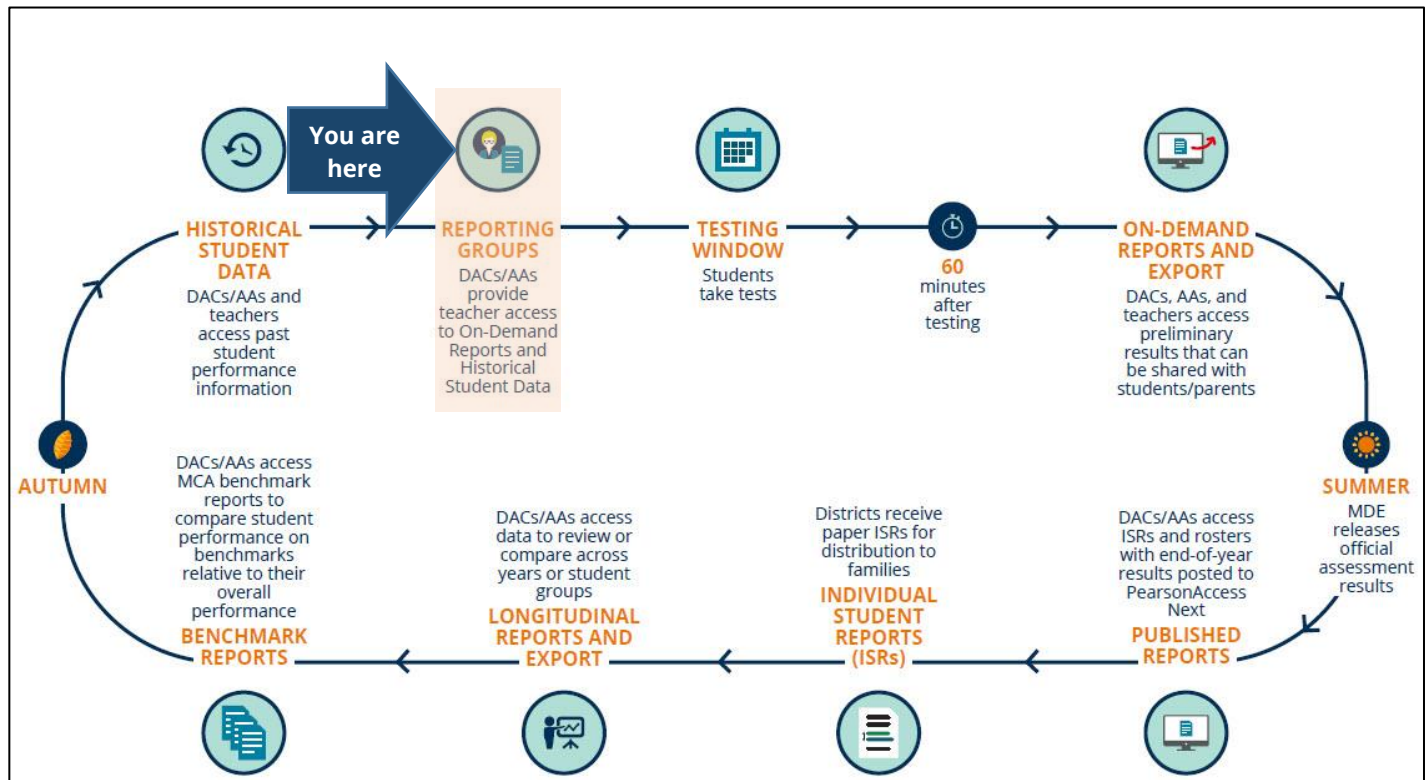 You are
here
HISTORICAL
STUDENT
DATA
DACs/AAs and
teachers
access past
student
performance
information
REPORTING
GROUPS
DACs/AAs
provide
teacher access
to On-Demand
Reports and
Historical
Student Data
TESTING
WINDOW
Students
take tests
60
minutes
after
testing
ON-DEMAND
REPORTS AND
EXPORT
DACs, AAs, and
teachers access
preliminary
results that can
be shared with
students/parents
SUMMER
MDE
releases
official
assessment
results
DACs/AAs access
ISRs and rosters
with end-of-year
results posted to
PearsonAccess
Next
PUBLISHED
REPORTS
Districts receive
paper ISRs for
distribution to
families
INDIVIDUAL
STUDENT
REPORTS
(ISRs)
DACs/AAs access
data to review or
compare across
years or student
groups
LONGITUDINAL
REPORTS AND
EXPORT
DACs/AAs access
MCA benchmark
reports to
compare student
performance on
benchmarks
relative to their
overall
performance
BENCHMARK
REPORTS
AUTUMN